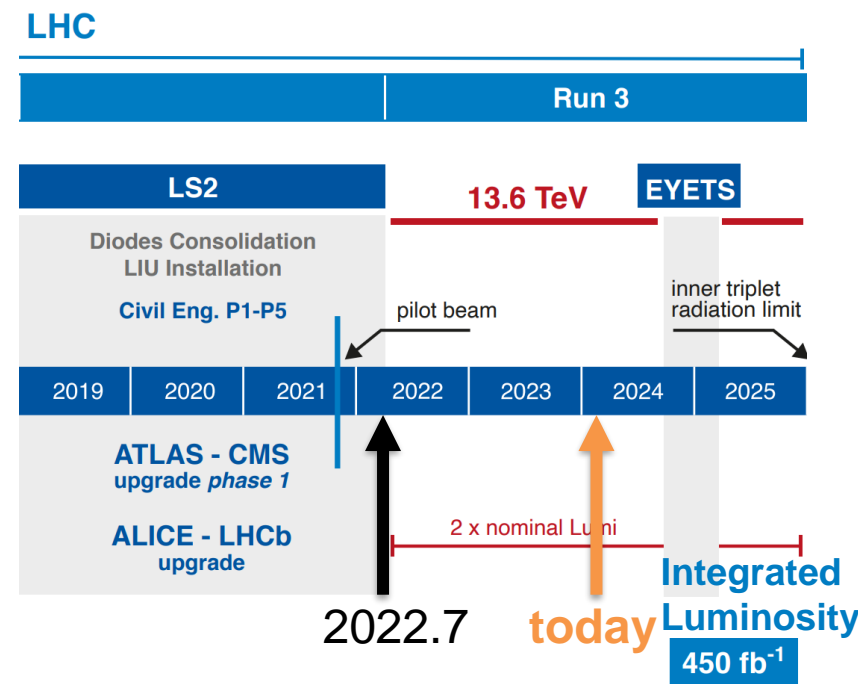 LHC
Run 3
LS2
13.6 TeV
EYETS
Diodes Consolidation
LIU Installation
Civil Eng. P1-P5
pilot beam
inner triplet
radiation limit
2019 2020 2021 2022 2023 2024 2025
ATLAS - CMS
upgrade phase 1
ALICE - LHCb
upgrade
2 x nominal Lumi
2022.7
today
Integrated
Luminosity
450 fb⁻¹